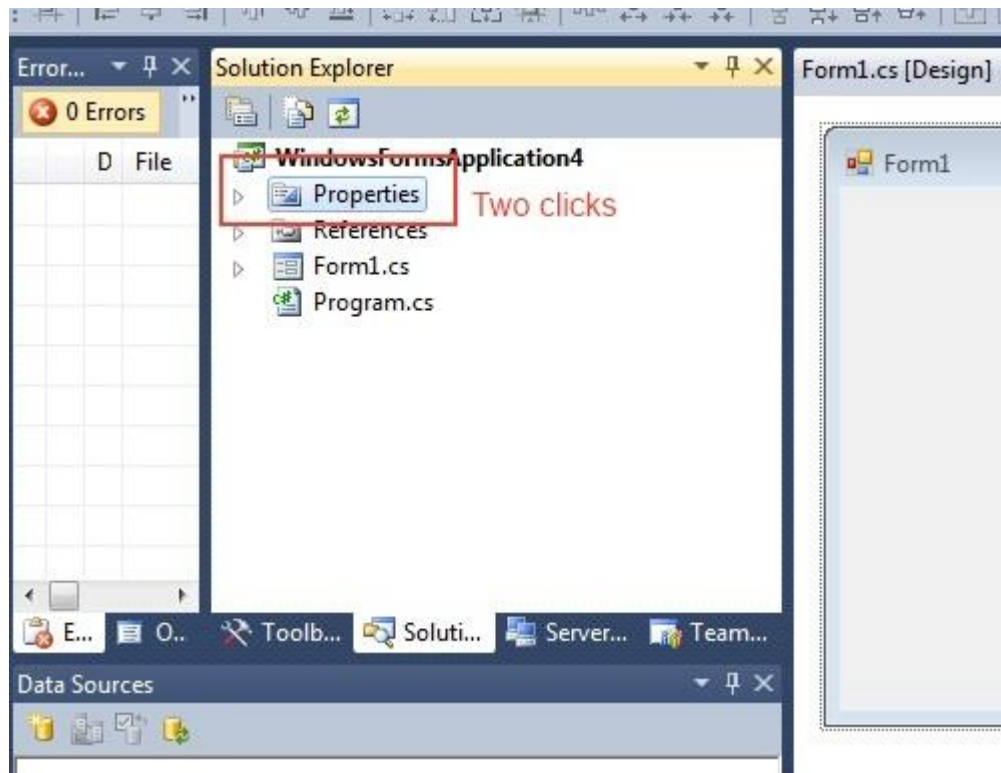 Error...
Solution Explorer
Form1.cs [Design]
0 Errors
D File
WindowsFormsApplication4
Form1
Properties
Two clicks
References
Form1.cs
Program.cs
E...
O..
Toolb...
Soluti...
Server...
Team...
Data Sources